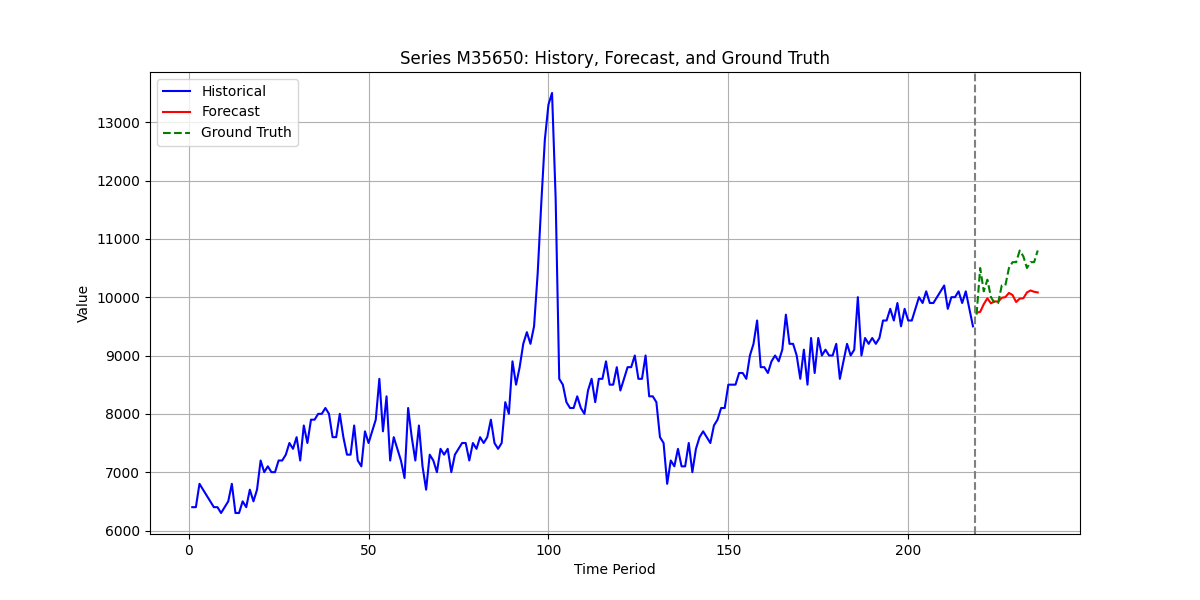 Series M35650: History, Forecast, and Ground Truth
Historical
Forecast
Ground Truth
13000
12000
11000
10000
9000
8000
7000
6000
Value
0
50
100
150
200
Time Period